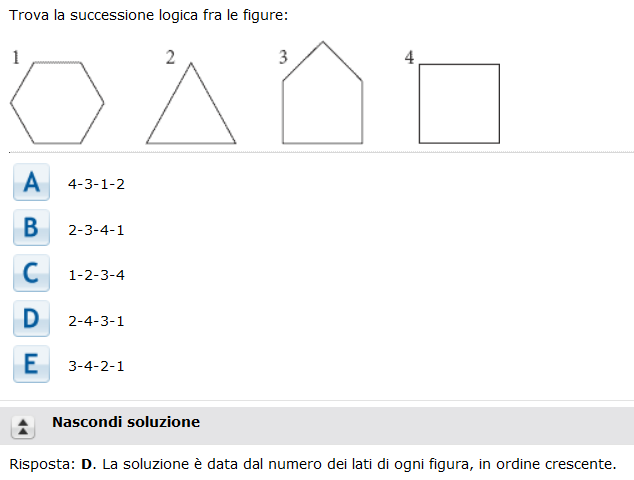 Trova la successione logica fra le figure:
1 2 3 4
A 4-3-1-2
B 2-3-4-1
C 1-2-3-4
D 2-4-3-1
E 3-4-2-1
Nascondi soluzione
Risposta: D. La soluzione è data dal numero dei lati di ogni figura, in ordine crescente.